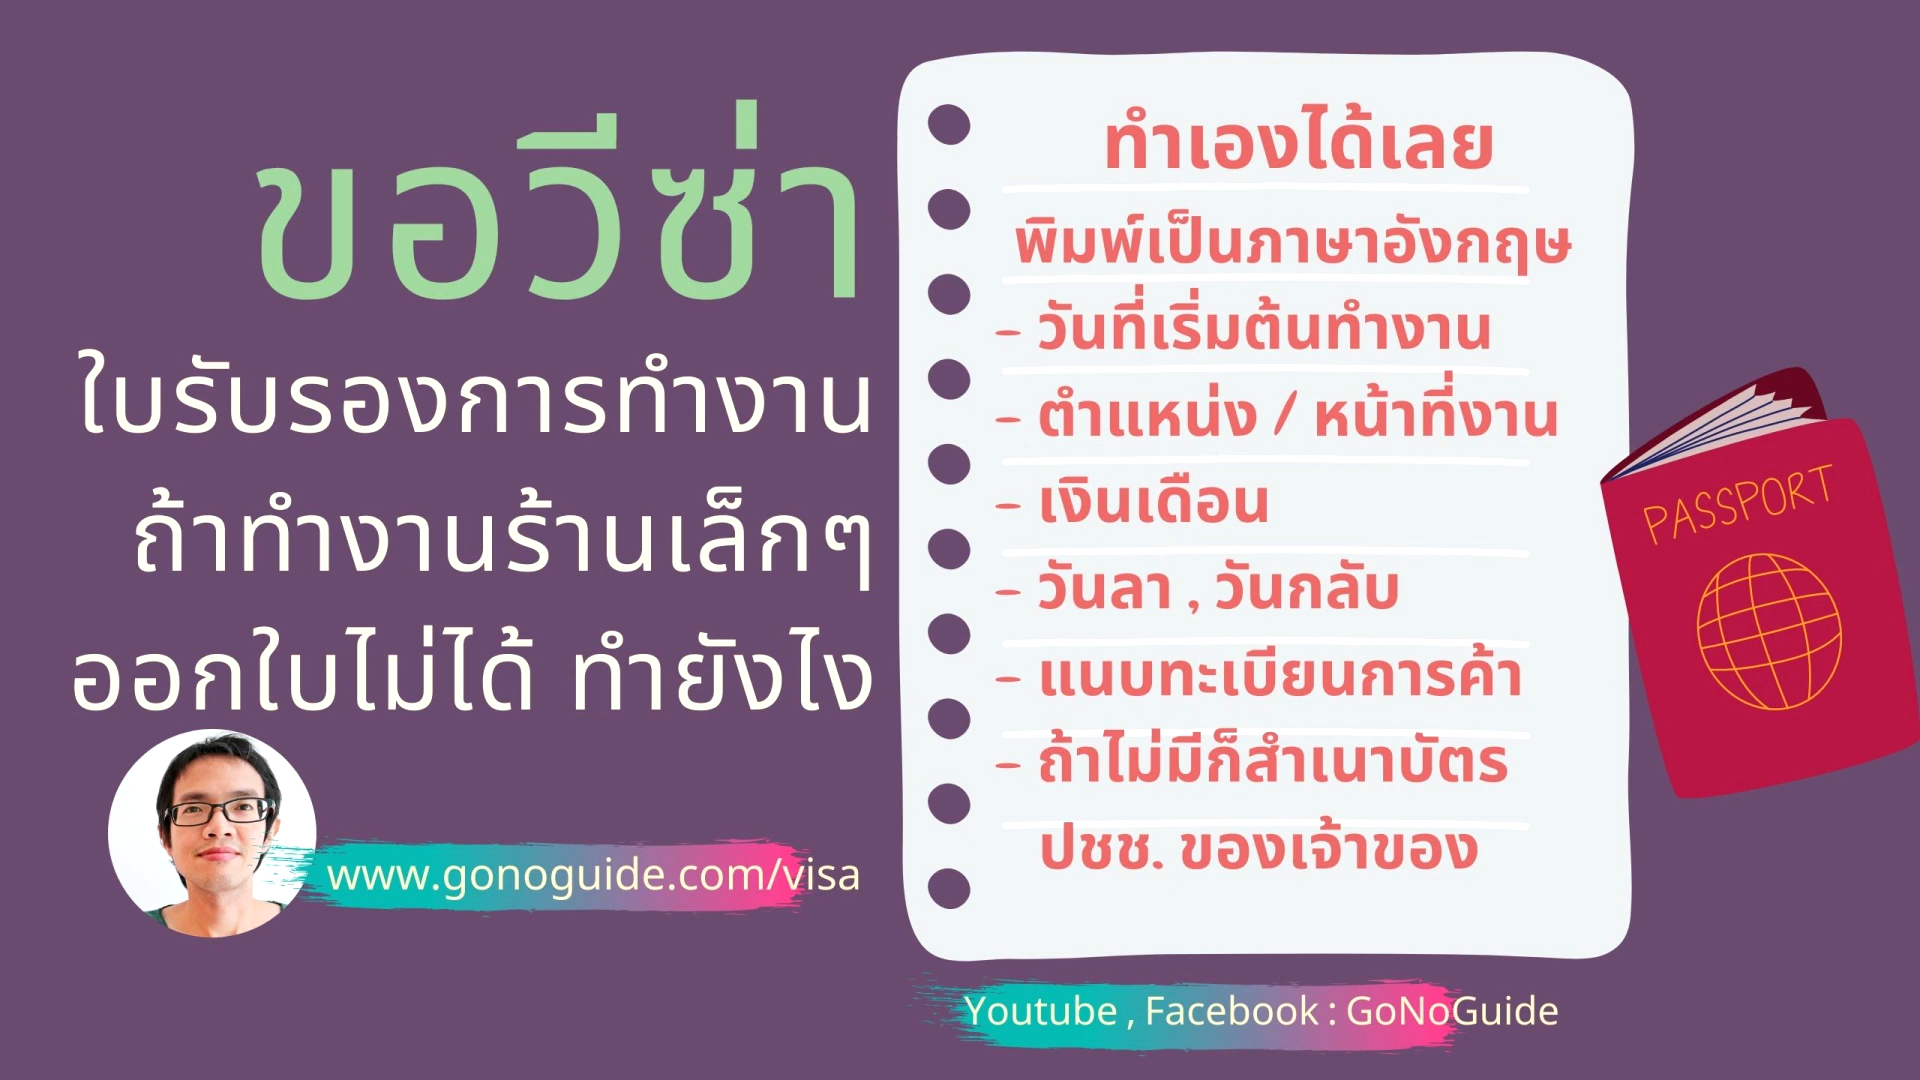 ขอวีซ่า
ใบรับรองการทำงาน
ถ้าทำงานร้านเล็กๆ
ออกใบไม่ได้ ทำยังไง
www.gonoguide.com/visa
ทำเองได้เลย
พิมพ์เป็นภาษาอังกฤษ
- วันที่เริ่มต้นทำงาน
- ตำแหน่ง / หน้าที่งาน
- เงินเดือน
- วันลา , วันกลับ
- แนบทะเบียนการค้า
- ถ้าไม่มีก็สำเนาบัตร
ปชช. ของเจ้าของ
PASSPORT
Youtube , Facebook : GoNoGuide